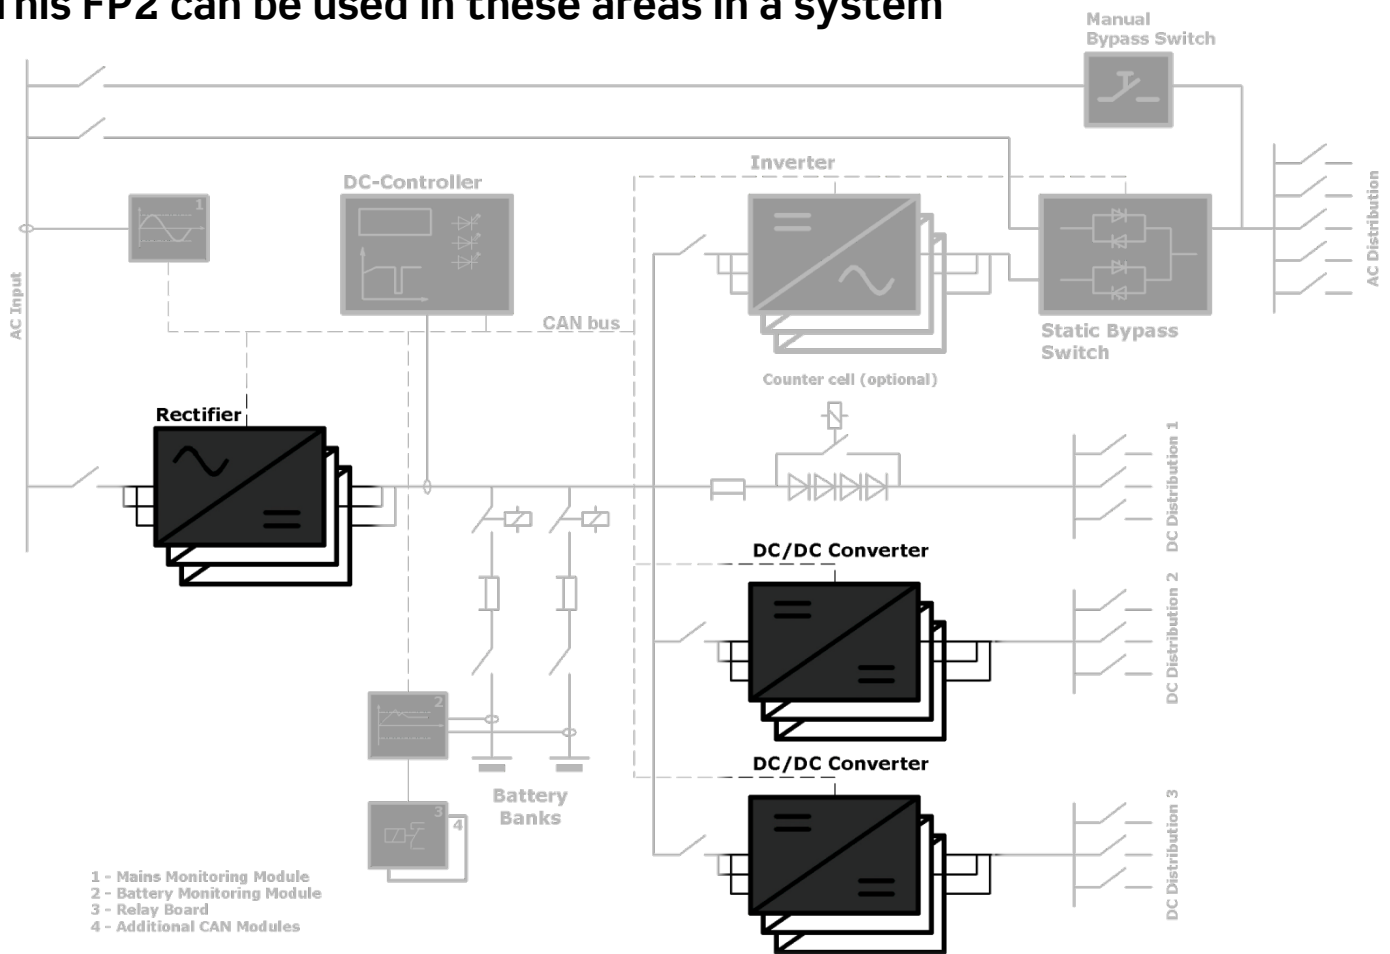 This FP2 can be used in these areas in a system
Manual
Bypass Switch
Inverter
DC-Controller
1
AC Input
AC Distribution
CAN bus
Static Bypass
Switch
Counter cell (optional)
Rectifier
DC Distribution 1
DC/DC Converter
DC Distribution 2
2
DC/DC Converter
Battery
Banks
3
4
DC Distribution 3
1 - Mains Monitoring Module
2 - Battery Monitoring Module
3 - Relay Board
4 - Additional CAN Modules